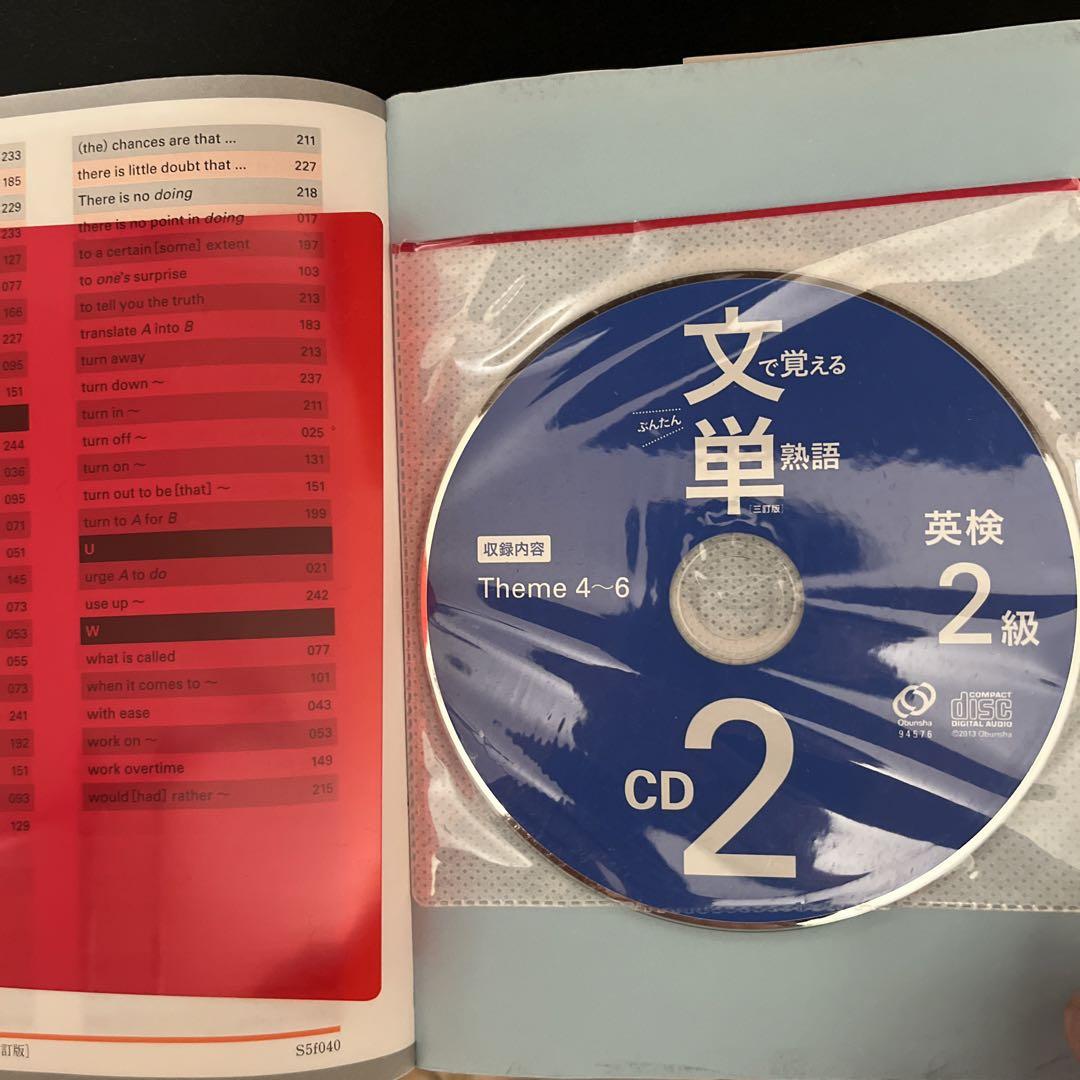 233
185
229
233
127
077
166
227
095
151
244
036
095
071
051
145
073
053
055
073
241
192
151
093
129
(the) chances are that ... 211
there is little doubt that ... 227
There is no doing 218
there is no point in doing 017
to a certain[some] extent 197
to one's surprise 103
to tell you the truth 213
translate A into B 183
turn away 213
turn down ~ 237
turn in ~ 211
turn off ~ 025
turn on ~ 131
turn out to be[that] ~ 151
turn to A for B 199
U
urge A to do 021
use up ~ 242
W
what is called 077
when it comes to ~ 101
with ease 043
work on ~ 053
work overtime 149
would[had] rather ~ 215
訂版]
S5f040
文で覚える
ぶんたん
単熟語
[三訂版]
英検
2級
収録内容
Theme 4～6
CD2
Obunsha
94576
COMPACT
disc
DIGITAL AUDIO
©2013 Obunsha